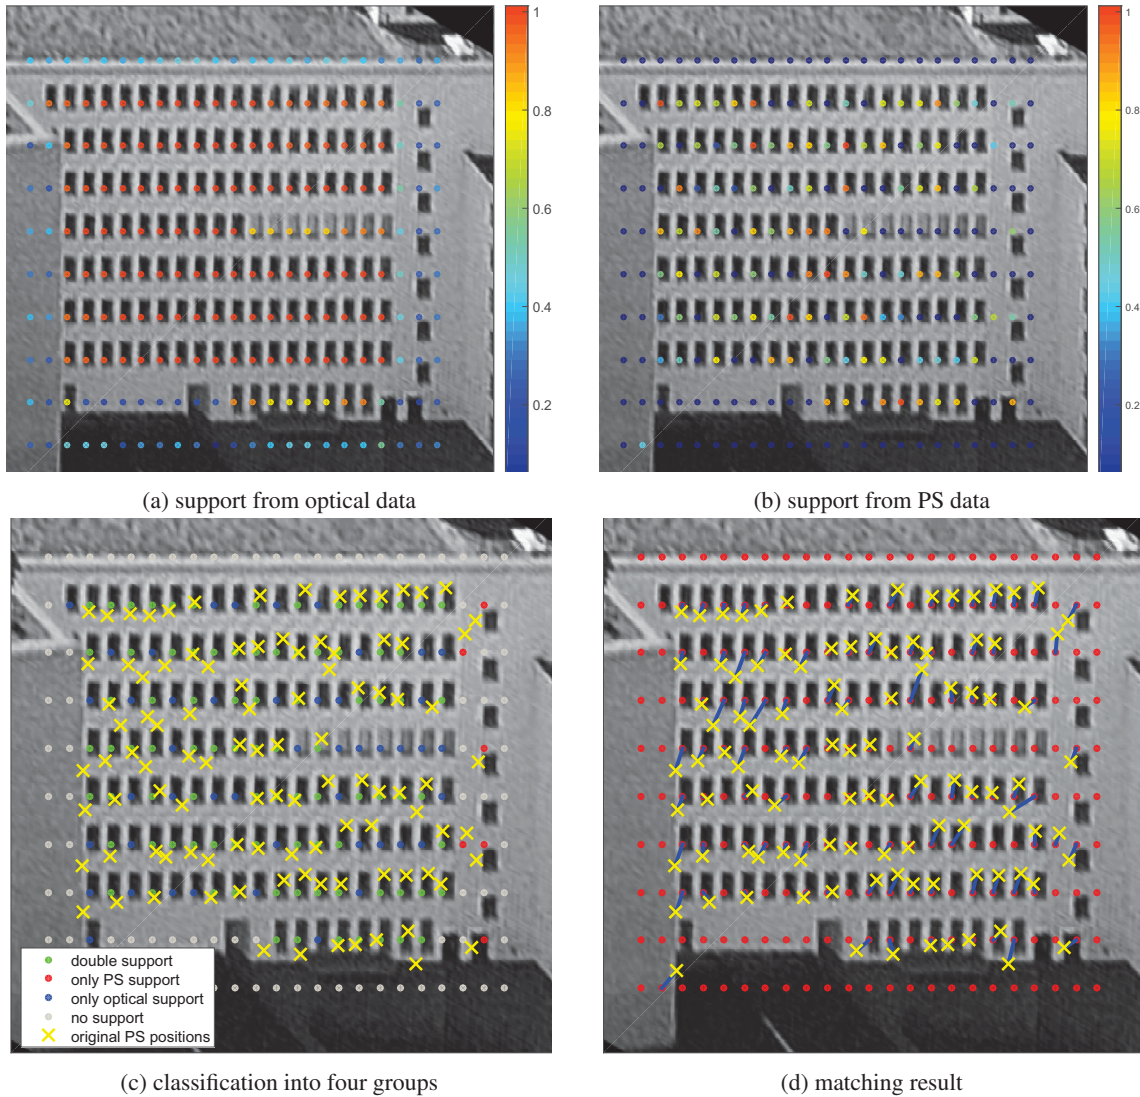 1
0.8
0.6
0.4
0.2
1
0.8
0.6
0.4
0.2
(a) support from optical data
(b) support from PS data
double support
only PS support
only optical support
no support
original PS positions
(c) classification into four groups
(d) matching result